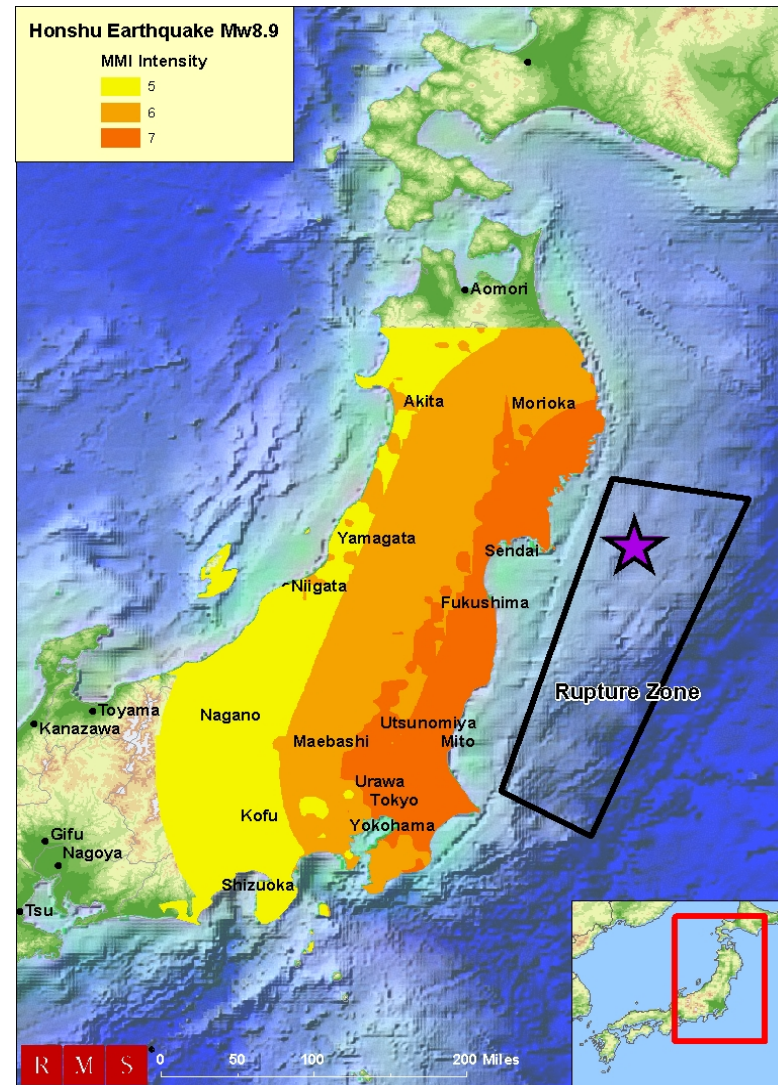 Honshu Earthquake Mw8.9
MMI Intensity
5
6
7
Aomori
Akita
Morioka
Yamagata
Sendai
Niigata
Fukushima
Rupture Zone
Toyama
Nagano
Kanazawa
Utsunomiya
Maebashi
Mito
Urawa
Tokyo
Kofu
Yokohama
Gifu
Nagoya
Shizuoka
Tsu
R M S
0 50 100 200 Miles